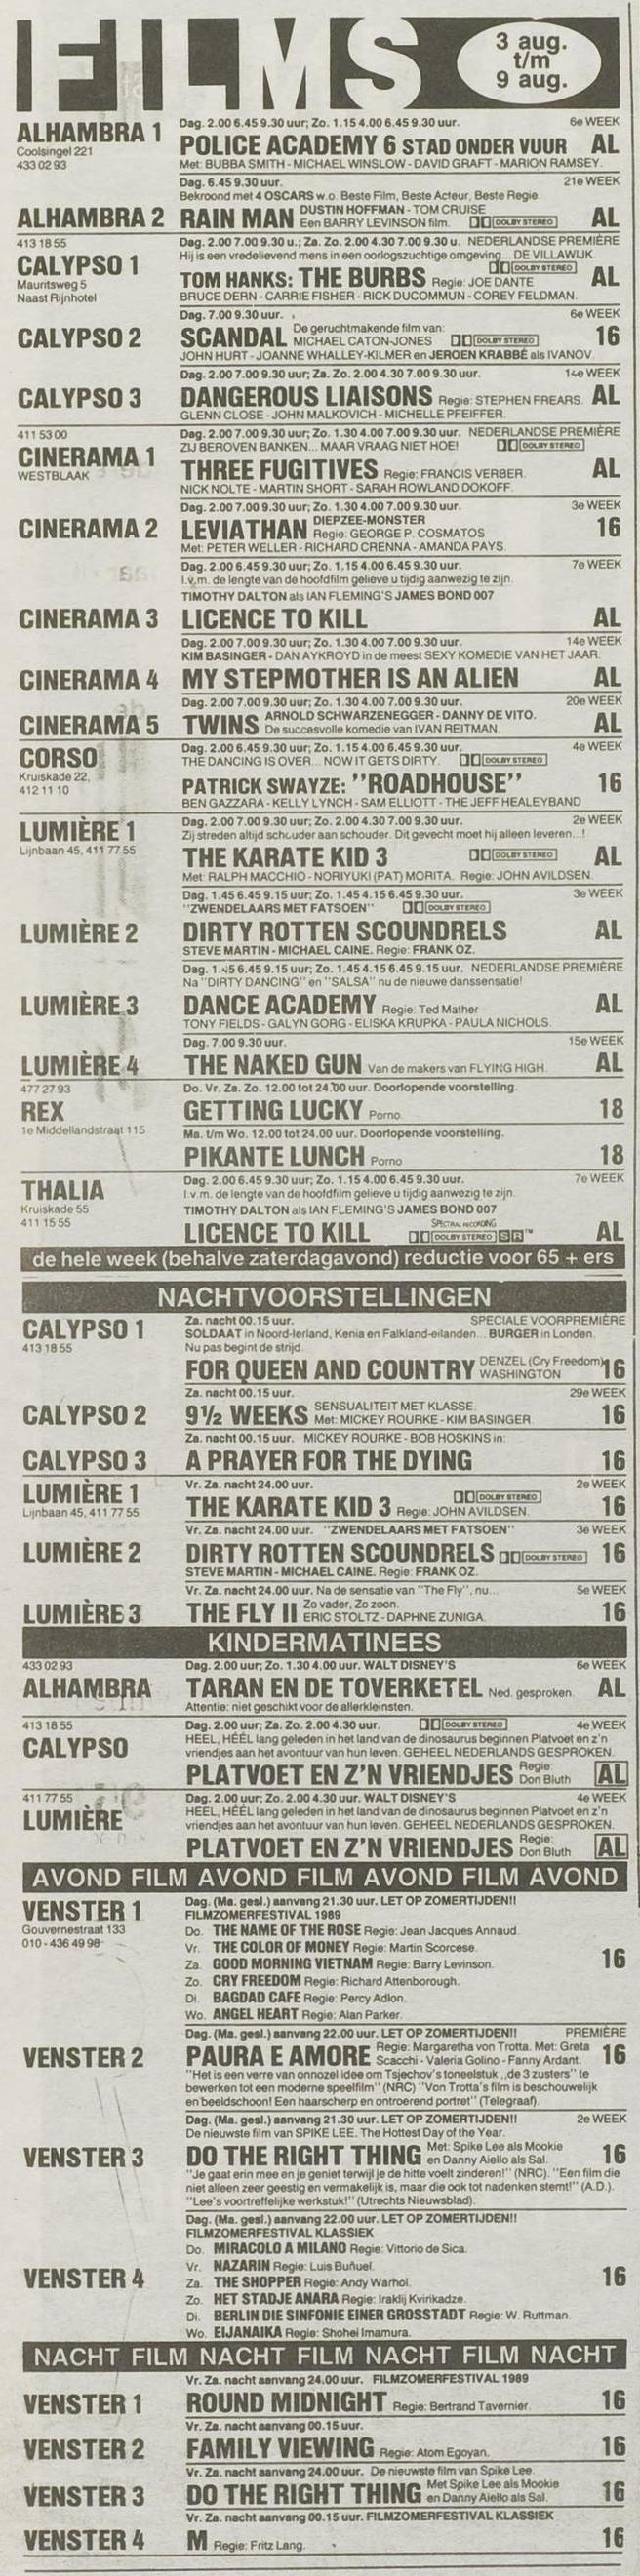 FILMS
3 aug.
t/m
9 aug.
Dag. 2.00 6.45 9.30 uur; Zo. 1.15 4.00 6.45 9.30 uur. 6e WEEK
ALHAMBRA 1 POLICE ACADEMY 6 STAD ONDER VUUR AL
Coolsingel 221
433 02 93 Met: BUBBA SMITH - MICHAEL WINSLOW - DAVID GRAFT - MARION RAMSEY.
Dag. 6.45 9.30 uur. 21e WEEK
Bekroond met 4 OSCARS w.o. Beste Film, Beste Acteur, Beste Regie.
ALHAMBRA 2 RAIN MAN DUSTIN HOFFMAN - TOM CRUISE AL
Een BARRY LEVINSON film. DOLBY STEREO
413 18 55 Dag. 2.00 7.00 9.30 u.; Za. Zo. 2.00 4.30 7.00 9.30 u. NEDERLANDSE PREMIÈRE
Hij is een vredelievend mens in een oorlogszuchtige omgeving... DE VILLAWIJK.
CALYPSO 1 DOLBY STEREO
Mauritsweg 5
Naast Rijnhotel
TOM HANKS: THE BURBS Regie: JOE DANTE AL
BRUCE DERN - CARRIE FISHER - RICK DUCOMMUN - COREY FELDMAN.
Dag. 7.00 9.30 uur. 6e WEEK
CALYPSO 2 SCANDAL De geruchtmakende film van: 16
MICHAEL CATON-JONES DOLBY STEREO
JOHN HURT - JOANNE WHALLEY-KILMER en JEROEN KRABBÉ als IVANOV.
Dag. 2.00 7.00 9.30 uur; Za. Zo. 2.00 4.30 7.00 9.30 uur. 14e WEEK
CALYPSO 3 DANGEROUS LIAISONS Regie: STEPHEN FREARS. AL
GLENN CLOSE - JOHN MALKOVICH - MICHELLE PFEIFFER.
411 53 00 Dag. 2.00 7.00 9.30 uur; Zo. 1.30 4.00 7.00 9.30 uur. NEDERLANDSE PREMIÈRE
CINERAMA 1 ZIJ BEROVEN BANKEN... MAAR VRAAG NIET HOE! DOLBY STEREO
WESTBLAAK THREE FUGITIVES Regie: FRANCIS VERBER. AL
NICK NOLTE - MARTIN SHORT - SARAH ROWLAND DOKOFF.
Dag. 2.00 7.00 9.30 uur; Zo. 1.30 4.00 7.00 9.30 uur. 3e WEEK
CINERAMA 2 LEVIATHAN DIEPZEE-MONSTER 16
Regie: GEORGE P. COSMATOS
Met: PETER WELLER - RICHARD CRENNA - AMANDA PAYS.
Dag. 2.00 6.45 9.30 uur; Zo. 1.15 4.00 6.45 9.30 uur. 7e WEEK
I.v.m. de lengte van de hoofdfilm gelieve u tijdig aanwezig te zijn.
TIMOTHY DALTON als IAN FLEMING'S JAMES BOND 007
CINERAMA 3 LICENCE TO KILL AL
Dag. 2.00 7.00 9.30 uur; Zo. 1.30 4.00 7.00 9.30 uur. 14e WEEK
KIM BASINGER - DAN AYKROYD in de meest SEXY KOMEDIE VAN HET JAAR.
CINERAMA 4 MY STEPMOTHER IS AN ALIEN AL
Dag. 2.00 7.00 9.30 uur; Zo. 1.30 4.00 7.00 9.30 uur. 20e WEEK
CINERAMA 5 TWINS ARNOLD SCHWARZENEGGER - DANNY DE VITO. AL
De succesvolle komedie van IVAN REITMAN.
CORSO Dag. 2.00 6.45 9.30 uur; Zo. 1.15 4.00 6.45 9.30 uur. 4e WEEK
THE DANCING IS OVER... NOW IT GETS DIRTY. DOLBY STEREO
Kruiskade 22,
412 11 10 PATRICK SWAYZE: "ROADHOUSE" 16
BEN GAZZARA - KELLY LYNCH - SAM ELLIOTT - THE JEFF HEALEYBAND
Dag. 2.00 7.00 9.30 uur; Zo. 2.00 4.30 7.00 9.30 uur. 2e WEEK
LUMIÈRE 1 Zij streden altijd schouder aan schouder. Dit gevecht moet hij alleen leveren...!
Lijnbaan 45, 411 77 55 THE KARATE KID 3 DOLBY STEREO AL
Met: RALPH MACCHIO - NORIYUKI (PAT) MORITA. Regie: JOHN AVILDSEN.
Dag. 1.45 6.45 9.15 uur; Zo. 1.45 4.15 6.45 9.30 uur. 3e WEEK
"ZWENDELAARS MET FATSOEN" DOLBY STEREO
LUMIÈRE 2 DIRTY ROTTEN SCOUNDRELS AL
STEVE MARTIN - MICHAEL CAINE. Regie: FRANK OZ.
Dag. 1.45 6.45 9.15 uur; Zo. 1.45 4.15 6.45 9.15 uur. NEDERLANDSE PREMIÈRE
Na "DIRTY DANCING" en "SALSA" nu de nieuwe danssensatie!
LUMIÈRE 3 DANCE ACADEMY Regie: Ted Mather AL
TONY FIELDS - GALYN GORG - ELISKA KRUPKA - PAULA NICHOLS.
Dag. 7.00 9.30 uur. 15e WEEK
LUMIÈRE 4 THE NAKED GUN Van de makers van FLYING HIGH. AL
477 27 93 Do. Vr. Za. Zo. 12.00 tot 24.00 uur. Doorlopende voorstelling.
REX GETTING LUCKY Porno. 18
1e Middellandstraat 115 Ma. t/m Wo. 12.00 tot 24.00 uur. Doorlopende voorstelling.
PIKANTE LUNCH Porno 18
Dag. 2.00 6.45 9.30 uur; Zo. 1.15 4.00 6.45 9.30 uur. 7e WEEK
THALIA I.v.m. de lengte van de hoofdfilm gelieve u tijdig aanwezig te zijn.
Kruiskade 55 TIMOTHY DALTON als IAN FLEMING'S JAMES BOND 007
411 15 55 SPECTRAL RECORDING
LICENCE TO KILL DOLBY STEREO SR™ AL
de hele week (behalve zaterdagavond) reductie voor 65 + ers
NACHTVOORSTELLINGEN
Za. nacht 00.15 uur. SPECIALE VOORPREMIÈRE
CALYPSO 1 SOLDAAT in Noord-Ierland, Kenia en Falkland-eilanden... BURGER in Londen.
413 18 55 Nu pas begint de strijd.
FOR QUEEN AND COUNTRY DENZEL (Cry Freedom) WASHINGTON 16
Za. nacht 00.15 uur. 29e WEEK
CALYPSO 2 9½ WEEKS SENSUALITEIT MET KLASSE. 16
Met: MICKEY ROURKE - KIM BASINGER.
Za. nacht 00.15 uur. MICKEY ROURKE - BOB HOSKINS in:
CALYPSO 3 A PRAYER FOR THE DYING 16
Vr. Za. nacht 24.00 uur. 2e WEEK
LUMIÈRE 1 DOLBY STEREO
Lijnbaan 45, 411 77 55 THE KARATE KID 3 Regie: JOHN AVILDSEN. 16
Vr. Za. nacht 24.00 uur. "ZWENDELAARS MET FATSOEN" 3e WEEK
LUMIÈRE 2 DIRTY ROTTEN SCOUNDRELS DOLBY STEREO 16
STEVE MARTIN - MICHAEL CAINE. Regie: FRANK OZ.
Vr. Za. nacht 24.00 uur. Na de sensatie van "The Fly", nu... 5e WEEK
LUMIÈRE 3 THE FLY II Zo vader, Zo zoon. 16
ERIC STOLTZ - DAPHNE ZUNIGA.
KINDERMATINEES
433 02 93 Dag. 2.00 uur; Zo. 1.30 4.00 uur. WALT DISNEY'S 6e WEEK
ALHAMBRA TARAN EN DE TOVERKETEL Ned. gesproken. AL
Attentie: niet geschikt voor de allerkleinsten.
413 18 55 Dag. 2.00 uur; Za. Zo. 2.00 4.30 uur. DOLBY STEREO 4e WEEK
HEEL, HÉÉL lang geleden in het land van de dinosaurus beginnen Platvoet en z'n
CALYPSO vriendjes aan het avontuur van hun leven. GEHEEL NEDERLANDS GESPROKEN.
PLATVOET EN Z'N VRIENDJES Regie: Don Bluth AL
411 77 55 Dag. 2.00 uur; Zo. 2.00 4.30 uur. WALT DISNEY'S 4e WEEK
LUMIÈRE HEEL, HÉÉL lang geleden in het land van de dinosaurus beginnen Platvoet en z'n
vriendjes aan het avontuur van hun leven. GEHEEL NEDERLANDS GESPROKEN.
PLATVOET EN Z'N VRIENDJES Regie: Don Bluth AL
AVOND FILM AVOND FILM AVOND FILM AVOND
VENSTER 1 Dag. (Ma. gesl.) aanvang 21.30 uur. LET OP ZOMERTIJDEN!!
FILMZOMERFESTIVAL 1989
Gouvernestraat 133
010 - 436 49 98
Do. THE NAME OF THE ROSE Regie: Jean Jacques Annaud.
Vr. THE COLOR OF MONEY Regie: Martin Scorcese.
Za. GOOD MORNING VIETNAM Regie: Barry Levinson. 16
Zo. CRY FREEDOM Regie: Richard Attenborough.
Di. BAGDAD CAFE Regie: Percy Adlon.
Wo. ANGEL HEART Regie: Alan Parker.
Dag. (Ma. gesl.) aanvang 22.00 uur. LET OP ZOMERTIJDEN!! PREMIÈRE
VENSTER 2 PAURA E AMORE Regie: Margaretha von Trotta. Met: Greta 16
Scacchi - Valeria Golino - Fanny Ardant.
"Het is een verre van onnozel idee om Tsjechov's toneelstuk ,,de 3 zusters" te
bewerken tot een moderne speelfilm" (NRC) "Von Trotta's film is beschouwelijk
en beeldschoon! Een haarscherp en ontroerend portret" (Telegraaf).
Dag. (Ma. gesl.) aanvang 21.30 uur. LET OP ZOMERTIJDEN!! 2e WEEK
De nieuwste film van SPIKE LEE. The Hottest Day of the Year.
VENSTER 3 DO THE RIGHT THING Met: Spike Lee als Mookie 16
en Danny Aiello als Sal.
"Je gaat erin mee en je geniet terwijl je de hitte voelt zinderen!" (NRC). "Een film die
niet alleen zeer geestig en vermakelijk is, maar die ook tot nadenken stemt!" (A.D.).
"Lee's voortreffelijke werkstuk!" (Utrechts Nieuwsblad).
Dag. (Ma. gesl.) aanvang 22.00 uur. LET OP ZOMERTIJDEN!!
FILMZOMERFESTIVAL KLASSIEK
Do. MIRACOLO A MILANO Regie: Vittorio de Sica.
Vr. NAZARIN Regie: Luis Buñuel.
VENSTER 4 Za. THE SHOPPER Regie: Andy Warhol. 16
Zo. HET STADJE ANARA Regie: Iraklij Kvirikadze.
Di. BERLIN DIE SINFONIE EINER GROSSTADT Regie: W. Ruttman.
Wo. EIJANAIKA Regie: Shohei Imamura.
NACHT FILM NACHT FILM NACHT FILM NACHT
Vr. Za. nacht aanvang 24.00 uur. FILMZOMERFESTIVAL 1989
VENSTER 1 ROUND MIDNIGHT Regie: Bertrand Tavernier. 16
Vr. Za. nacht aanvang 00.15 uur.
VENSTER 2 FAMILY VIEWING Regie: Atom Egoyan. 16
Vr. Za. nacht aanvang 24.00 uur. De nieuwste film van Spike Lee.
VENSTER 3 DO THE RIGHT THING Met Spike Lee als Mookie 16
en Danny Aiello als Sal.
Vr. Za. nacht aanvang 00.15 uur. FILMZOMERFESTIVAL KLASSIEK
VENSTER 4 M Regie: Fritz Lang. 16